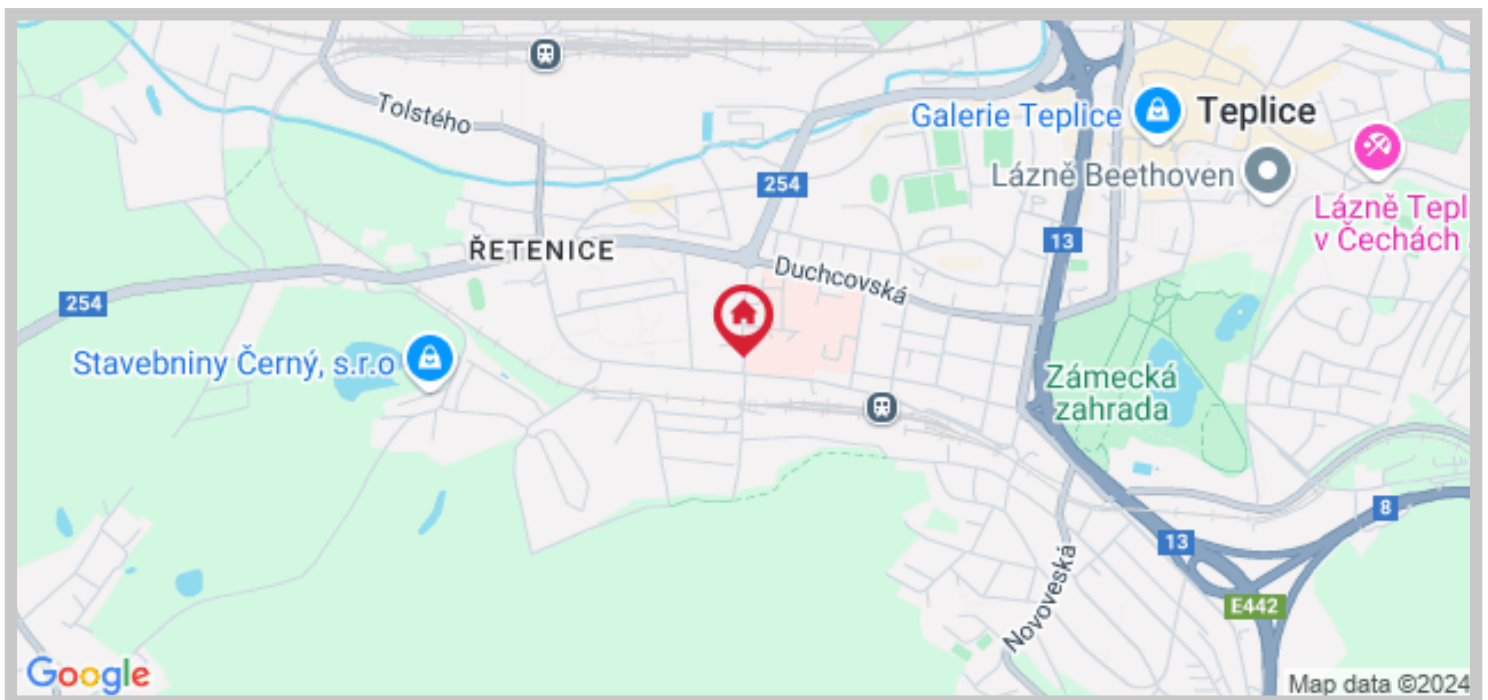 Tolstého
Galerie Teplice
Teplice
Lázně Beethoven
254
Lázně Tepl
v Čechách
13
ŘETENICE
Duchcovská
254
Stavebniny Černý, s.r.o
Zámecká
zahrada
8
13
Novoveská
E442
Google
Map data ©2024